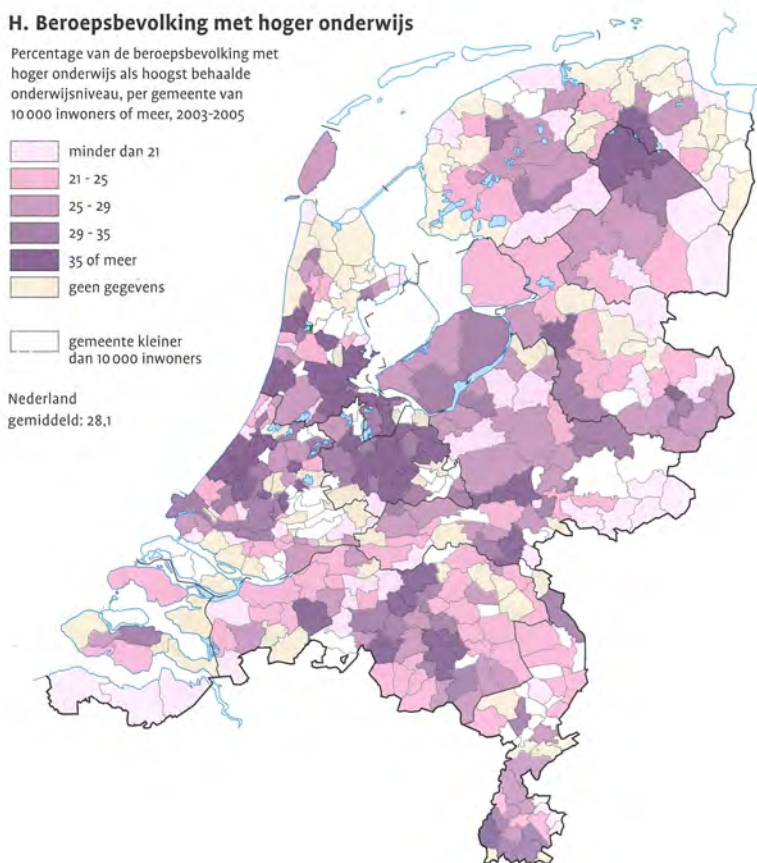 H. Beroepsbevolking met hoger onderwijs
Percentage van de beroepsbevolking met
hoger onderwijs als hoogst behaalde
onderwijsniveau, per gemeente van
10 000 inwoners of meer, 2003-2005
minder dan 21
21 - 25
25 - 29
29 - 35
35 of meer
geen gegevens
gemeente kleiner
dan 10 000 inwoners
Nederland
gemiddeld: 28,1